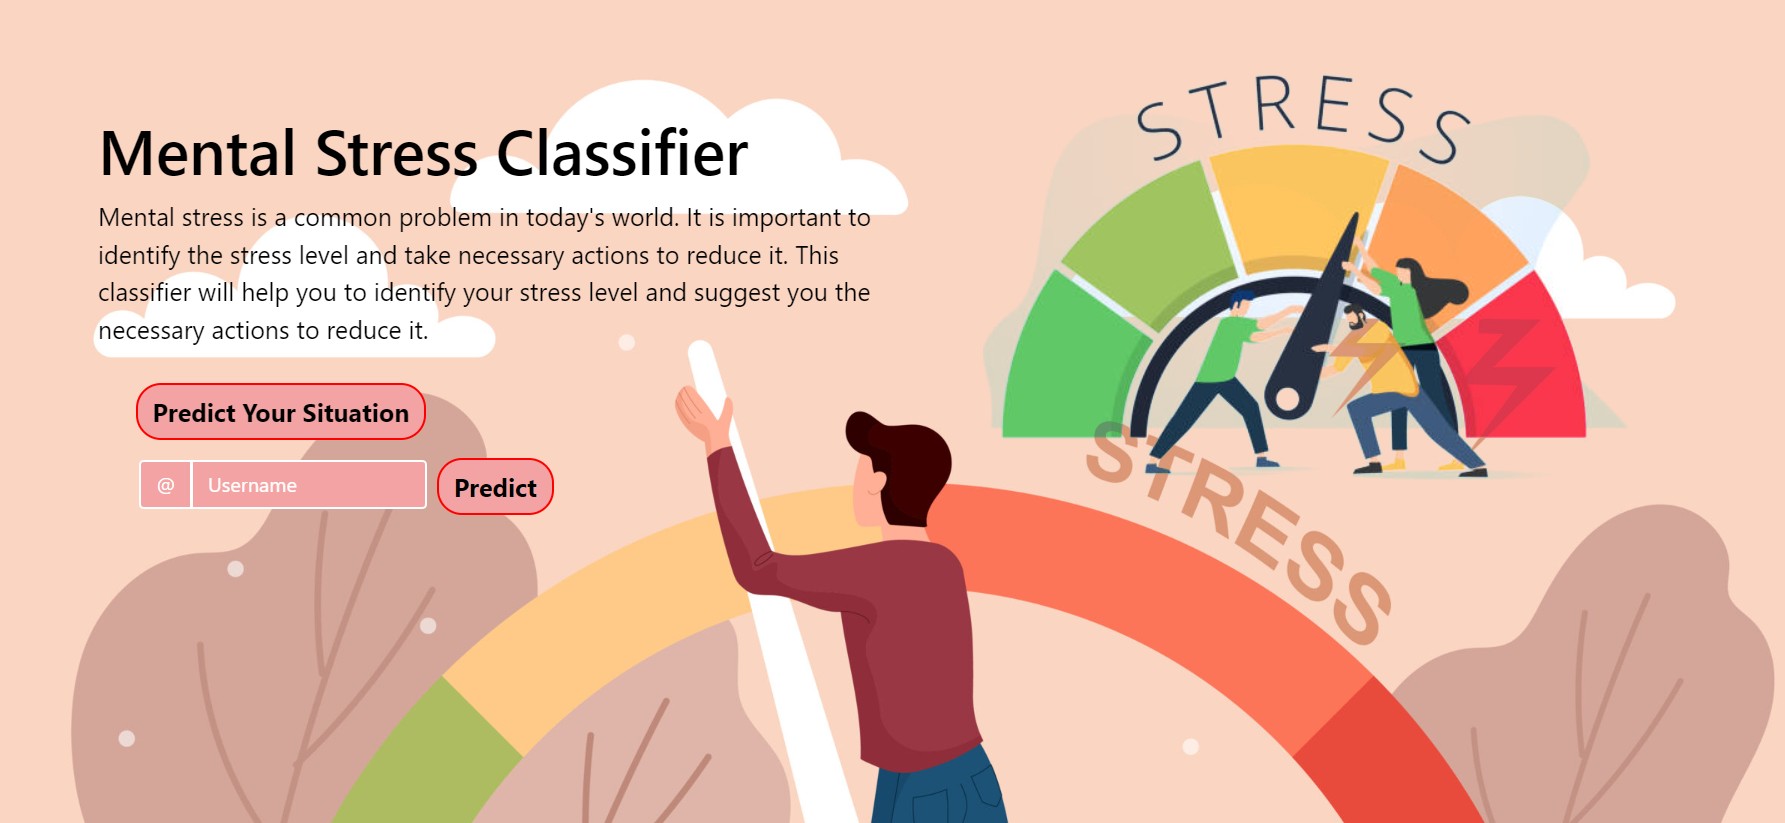 Mental Stress Classifier
Mental stress is a common problem in today's world. It is important to
identify the stress level and take necessary actions to reduce it. This
classifier will help you to identify your stress level and suggest you the
necessary actions to reduce it.
Predict Your Situation
@ Username
Predict
STRESS
STRESS